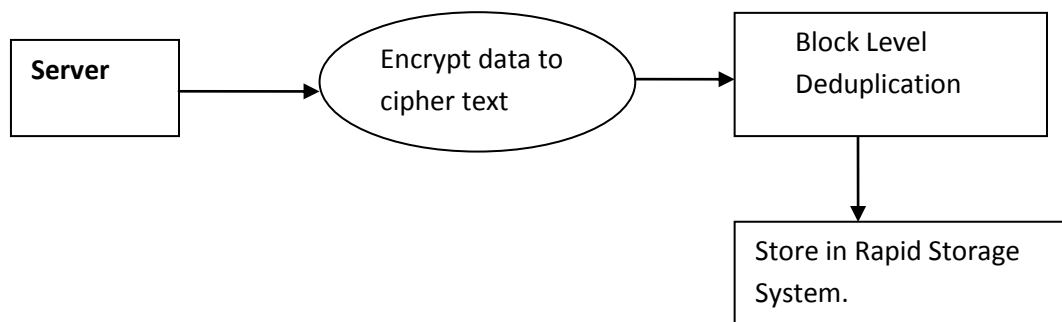 Server
Encrypt data to
cipher text
Block Level
Deduplication
Store in Rapid Storage
System.